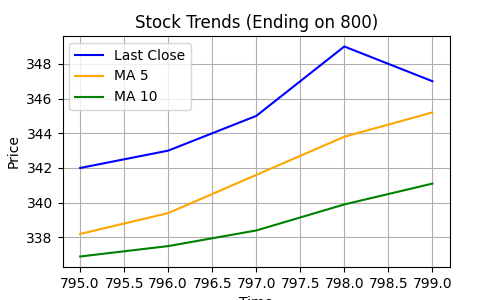 Stock Trends (Ending on 800)
Last Close
MA 5
MA 10
Price
348
346
344
342
340
338
795.0 795.5 796.0 796.5 797.0 797.5 798.0 798.5 799.0
Time